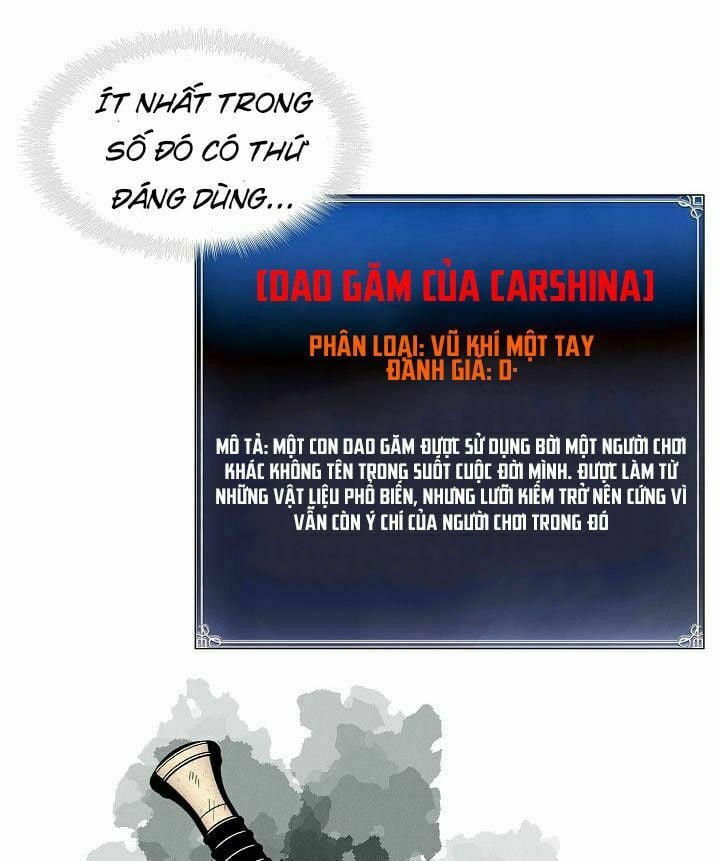 ÍT NHẤT TRONG
SỐ ĐÓ CÓ THỨ
ĐÁNG DÙNG...
[DAO GĂM CỦA CARSHINA]
PHÂN LOẠI: VŨ KHÍ MỘT TAY
ĐÁNH GIÁ: O-
MÔ TẢ: MỘT CON DAO GĂM ĐƯỢC SỬ DỤNG BỞI MỘT NGƯỜI CHƠI
KHÁC KHÔNG TÊN TRONG SUỐT CUỘC ĐỜI MÌNH. ĐƯỢC LÀM TỪ
NHỮNG VẬT LIỆU PHỔ BIẾN, NHƯNG LƯỠI KIẾM TRỞ NÊN CỨNG VÌ
VẪN CÒN Ý CHÍ CỦA NGƯỜI CHƠI TRONG ĐÓ